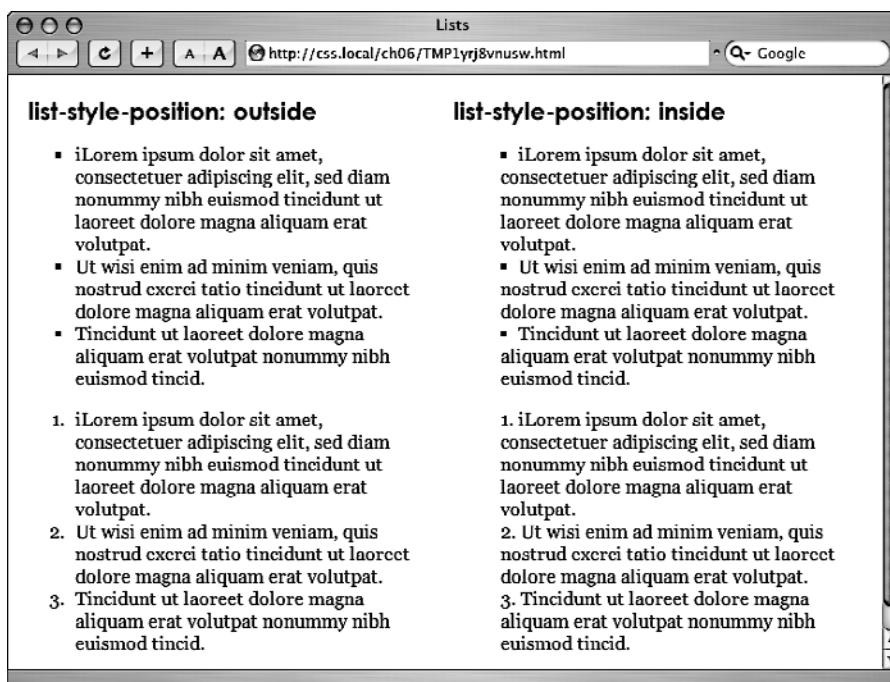 Lists
A A http://css.local/ch06/TMP1yrj8vnusw.html Google
list-style-position: outside
▪ iLorem ipsum dolor sit amet,
consectetuer adipiscing elit, sed diam
nonummy nibh euismod tincidunt ut
laoreet dolore magna aliquam erat
volutpat.
▪ Ut wisi enim ad minim veniam, quis
nostrud exerci tatio tincidunt ut laoreet
dolore magna aliquam erat volutpat.
▪ Tincidunt ut laoreet dolore magna
aliquam erat volutpat nonummy nibh
euismod tincid.
1. iLorem ipsum dolor sit amet,
consectetuer adipiscing elit, sed diam
nonummy nibh euismod tincidunt ut
laoreet dolore magna aliquam erat
volutpat.
2. Ut wisi enim ad minim veniam, quis
nostrud exerci tatio tincidunt ut laoreet
dolore magna aliquam erat volutpat.
3. Tincidunt ut laoreet dolore magna
aliquam erat volutpat nonummy nibh
euismod tincid.
list-style-position: inside
▪ iLorem ipsum dolor sit amet,
consectetuer adipiscing elit, sed diam
nonummy nibh euismod tincidunt ut
laoreet dolore magna aliquam erat
volutpat.
▪ Ut wisi enim ad minim veniam, quis
nostrud exerci tatio tincidunt ut laoreet
dolore magna aliquam erat volutpat.
▪ Tincidunt ut laoreet dolore magna
aliquam erat volutpat nonummy nibh
euismod tincid.
1. iLorem ipsum dolor sit amet,
consectetuer adipiscing elit, sed diam
nonummy nibh euismod tincidunt ut
laoreet dolore magna aliquam erat
volutpat.
2. Ut wisi enim ad minim veniam, quis
nostrud exerci tatio tincidunt ut laoreet
dolore magna aliquam erat volutpat.
3. Tincidunt ut laoreet dolore magna
aliquam erat volutpat nonummy nibh
euismod tincid.